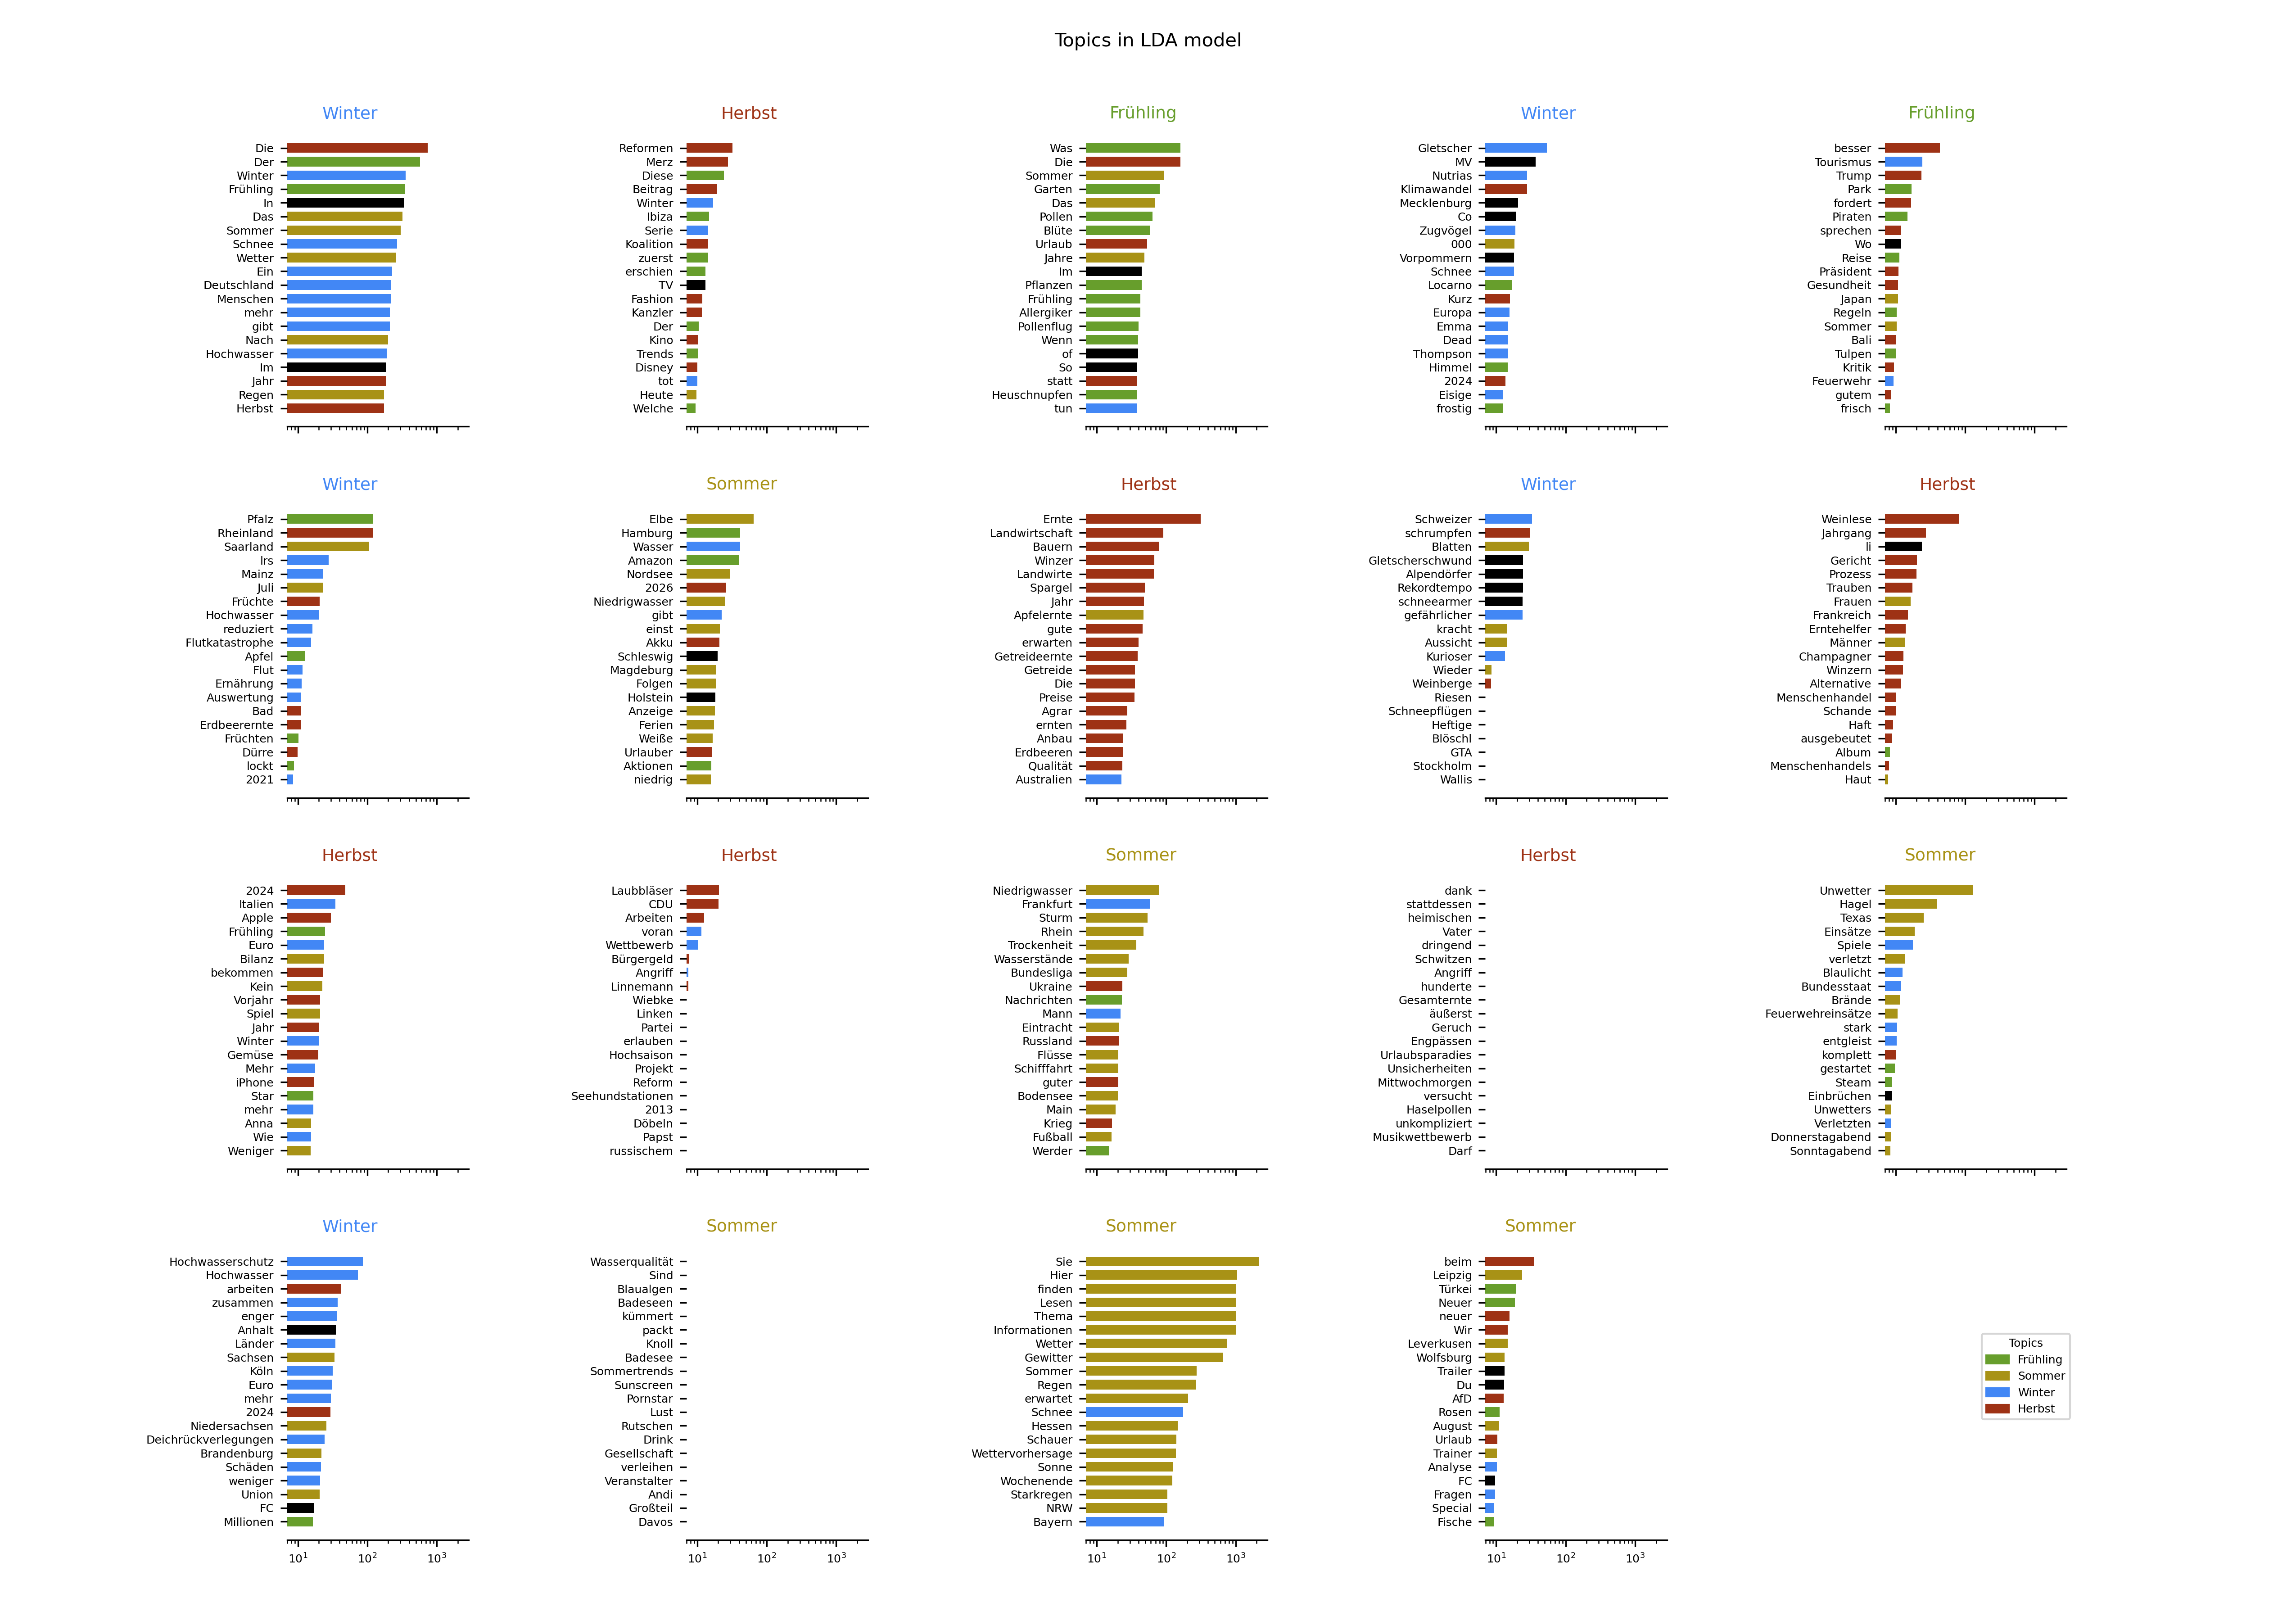 Topics in LDA model
Winter
Die
Der
Winter
Frühling
In
Das
Sommer
Schnee
Wetter
Ein
Deutschland
Menschen
mehr
gibt
Nach
Hochwasser
Im
Jahr
Regen
Herbst
Herbst
Reformen
Merz
Diese
Beitrag
Winter
Ibiza
Serie
Koalition
zuerst
erschien
TV
Fashion
Kanzler
Der
Kino
Trends
Disney
tot
Heute
Welche
Frühling
Was
Die
Sommer
Garten
Das
Pollen
Blüte
Urlaub
Jahre
Im
Pflanzen
Frühling
Allergiker
Pollenflug
Wenn
of
So
statt
Heuschnupfen
tun
Winter
Gletscher
MV
Nutrias
Klimawandel
Mecklenburg
Co
Zugvögel
000
Vorpommern
Schnee
Locarno
Kurz
Europa
Emma
Dead
Thompson
Himmel
2024
Eisige
frostig
Frühling
besser
Tourismus
Trump
Park
fordert
Piraten
sprechen
Wo
Reise
Präsident
Gesundheit
Japan
Regeln
Sommer
Bali
Tulpen
Kritik
Feuerwehr
gutem
frisch
Winter
Pfalz
Rheinland
Saarland
lrs
Mainz
Juli
Früchte
Hochwasser
reduziert
Flutkatastrophe
Apfel
Flut
Ernährung
Auswertung
Bad
Erdbeerernte
Früchten
Dürre
lockt
2021
Sommer
Elbe
Hamburg
Wasser
Amazon
Nordsee
2026
Niedrigwasser
gibt
einst
Akku
Schleswig
Magdeburg
Folgen
Holstein
Anzeige
Ferien
Weiße
Urlauber
Aktionen
niedrig
Herbst
Ernte
Landwirtschaft
Bauern
Winzer
Landwirte
Spargel
Jahr
Apfelernte
gute
erwarten
Getreideernte
Getreide
Die
Preise
Agrar
ernten
Anbau
Erdbeeren
Qualität
Australien
Winter
Schweizer
schrumpfen
Blatten
Gletscherschwund
Alpendörfer
Rekordtempo
schneearmer
gefährlicher
kracht
Aussicht
Kurioser
Wieder
Weinberge
Riesen
Schneepflügen
Heftige
Blöschl
GTA
Stockholm
Wallis
Herbst
Weinlese
Jahrgang
li
Gericht
Prozess
Trauben
Frauen
Frankreich
Erntehelfer
Männer
Champagner
Winzern
Alternative
Menschenhandel
Schande
Haft
ausgebeutet
Album
Menschenhandels
Haut
Herbst
2024
Italien
Apple
Frühling
Euro
Bilanz
bekommen
Kein
Vorjahr
Spiel
Jahr
Winter
Gemüse
Mehr
iPhone
Star
mehr
Anna
Wie
Weniger
Herbst
Laubbläser
CDU
Arbeiten
voran
Wettbewerb
Bürgergeld
Angriff
Linnemann
Wiebke
Linken
Partei
erlauben
Hochsaison
Projekt
Reform
Seehundstationen
2013
Döbeln
Papst
russischem
Sommer
Niedrigwasser
Frankfurt
Sturm
Rhein
Trockenheit
Wasserstände
Bundesliga
Ukraine
Nachrichten
Mann
Eintracht
Russland
Flüsse
Schifffahrt
guter
Bodensee
Main
Krieg
Fußball
Werder
Herbst
dank
stattdessen
heimischen
Vater
dringend
Schwitzen
Angriff
hunderte
Gesamternte
äußerst
Geruch
Engpässen
Urlaubsparadies
Unsicherheiten
Mittwochmorgen
versucht
Haselpollen
unkompliziert
Musikwettbewerb
Darf
Sommer
Unwetter
Hagel
Texas
Einsätze
Spiele
verletzt
Blaulicht
Bundesstaat
Brände
Feuerwehreinsätze
stark
entgleist
komplett
gestartet
Steam
Einbrüchen
Unwetters
Verletzten
Donnerstagabend
Sonntagabend
Winter
Hochwasserschutz
Hochwasser
arbeiten
zusammen
enger
Anhalt
Länder
Sachsen
Köln
Euro
mehr
2024
Niedersachsen
Deichrückverlegungen
Brandenburg
Schäden
weniger
Union
FC
Millionen
10¹ 10² 10³
Sommer
Wasserqualität
Sind
Blaualgen
Badeseen
kümmert
packt
Knoll
Badesee
Sommertrends
Sunscreen
Pornstar
Lust
Rutschen
Drink
Gesellschaft
verleihen
Veranstalter
Andi
Großteil
Davos
10¹ 10² 10³
Sommer
Sie
Hier
finden
Lesen
Thema
Informationen
Wetter
Gewitter
Sommer
Regen
erwartet
Schnee
Hessen
Schauer
Wettervorhersage
Sonne
Wochenende
Starkregen
NRW
Bayern
10¹ 10² 10³
Sommer
beim
Leipzig
Türkei
Neuer
neuer
Wir
Leverkusen
Wolfsburg
Trailer
Du
AfD
Rosen
August
Urlaub
Trainer
Analyse
FC
Fragen
Special
Fische
10¹ 10² 10³
Topics
Frühling
Sommer
Winter
Herbst